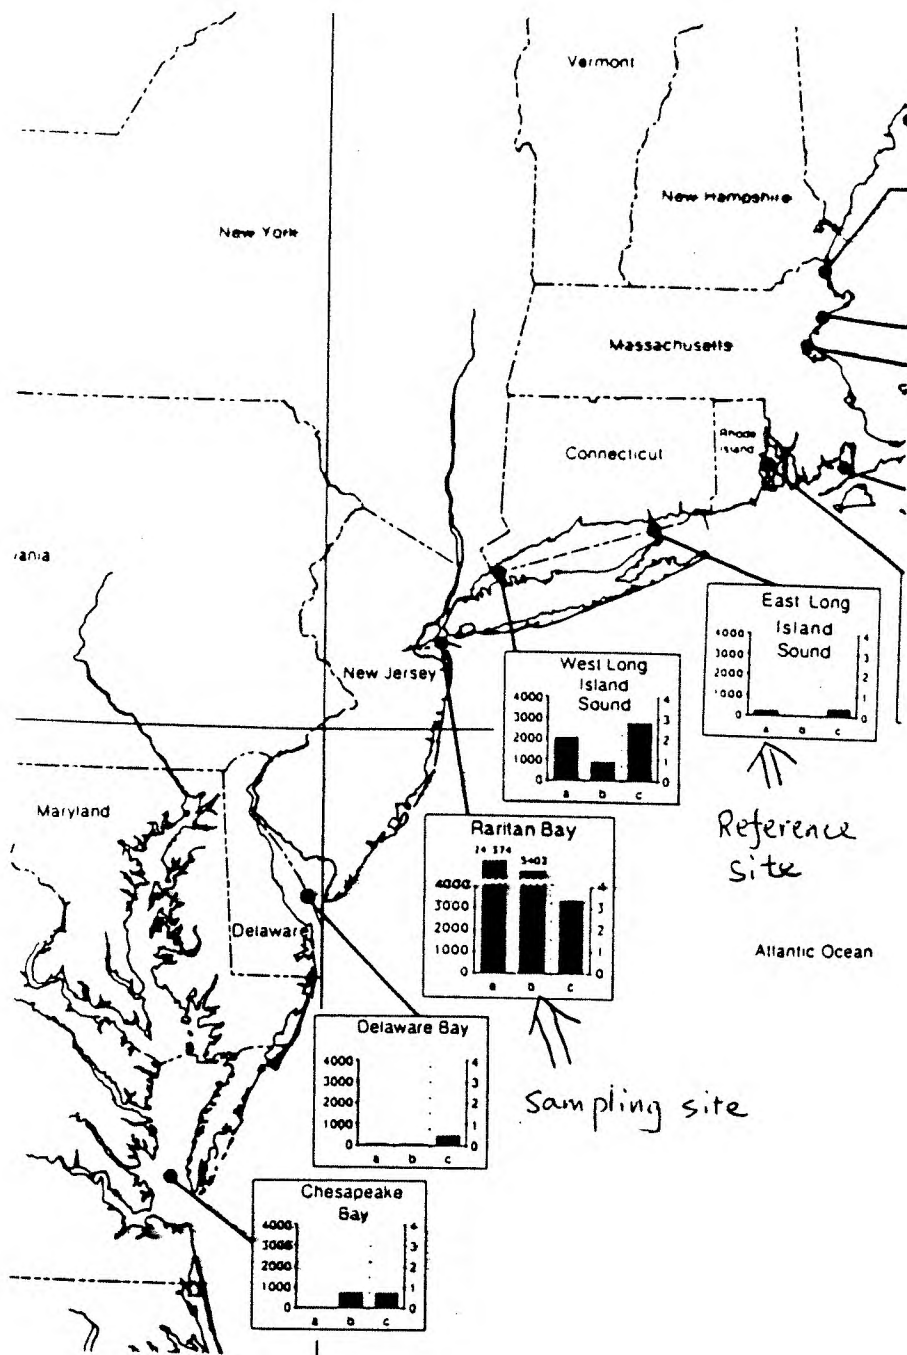 Vermont
New Hampshire
New York
Massachusetts
Rhode
Island
Connecticut
East Long
Island
Sound
4000
3000
2000
1000
0
4
3
2
1
0
a b c
New Jersey
West Long
Island
Sound
4000
3000
2000
1000
0
4
3
2
1
0
a b c
Maryland
Reference
site
Raritan Bay
5403
4000
3000
2000
1000
0
4
3
2
1
0
a b c
Delaware
Atlantic Ocean
Delaware Bay
4000
3000
2000
1000
0
4
3
2
1
0
a b c
Sampling site
Chesapeake
Bay
4000
3000
2000
1000
0
4
3
2
1
0
a b c